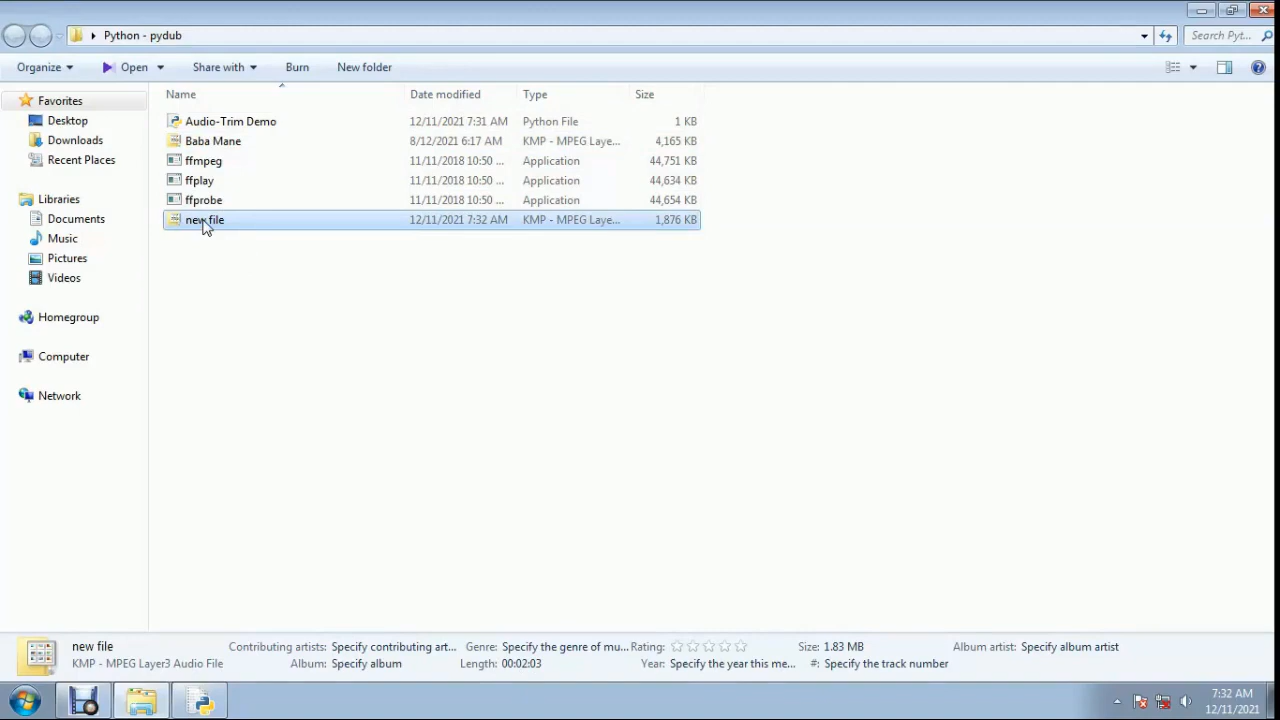 Python - pydub
Search Pyt...
Organize
Open
Share with
Burn
New folder
Name Date modified Type Size
Favorites
Desktop
Downloads
Recent Places
Libraries
Documents
Music
Pictures
Videos
Homegroup
Computer
Network
Audio-Trim Demo 12/11/2021 7:31 AM Python File 1 KB
Baba Mane 8/12/2021 6:17 AM KMP - MPEG Laye... 4,165 KB
ffmpeg 11/11/2018 10:50 ... Application 44,751 KB
ffplay 11/11/2018 10:50 ... Application 44,634 KB
ffprobe 11/11/2018 10:50 ... Application 44,654 KB
new file 12/11/2021 7:32 AM KMP - MPEG Laye... 1,876 KB
new file Contributing artists: Specify contributing art... Genre: Specify the genre of mu... Rating: Size: 1.83 MB Album artist: Specify album artist
KMP - MPEG Layer3 Audio File Album: Specify album Length: 00:02:03 Year: Specify the year this me... #: Specify the track number
7:32 AM
12/11/2021